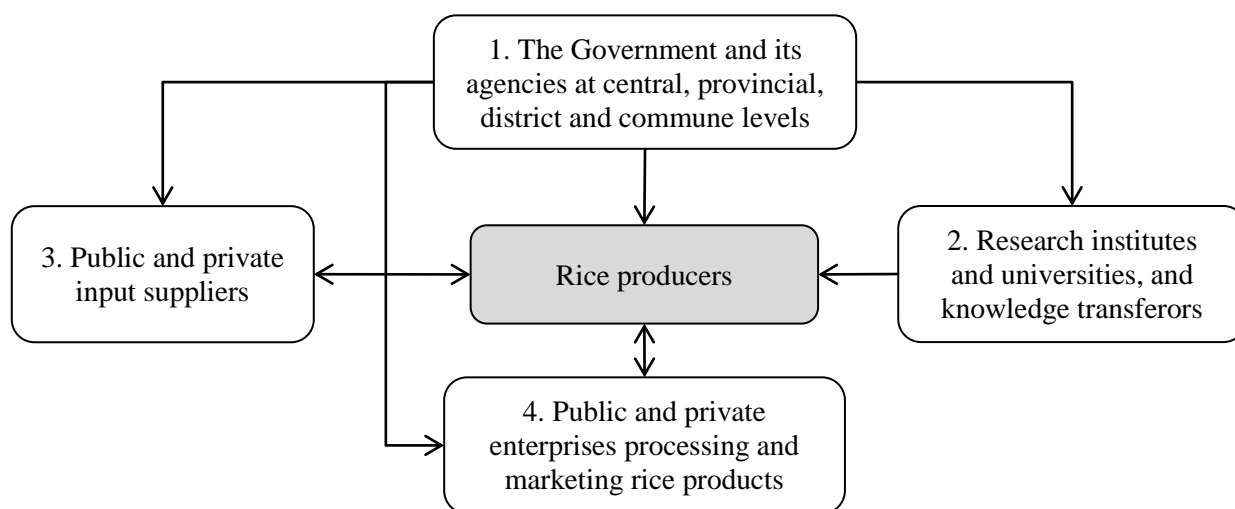 1. The Government and its
agencies at central, provincial,
district and commune levels
3. Public and private
input suppliers
Rice producers
2. Research institutes
and universities, and
knowledge transferors
4. Public and private
enterprises processing and
marketing rice products